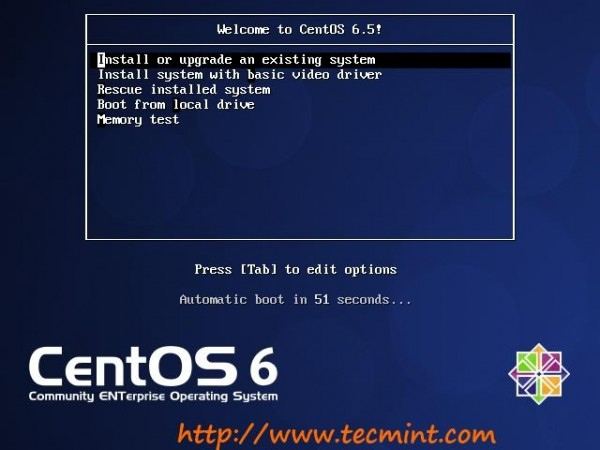 Welcome to CentOS 6.5!
Install or upgrade an existing system
Install system with basic video driver
Rescue installed system
Boot from local drive
Memory test
Press [Tab] to edit options
Automatic boot in 51 seconds...
CentOS 6
Community ENTerprise Operating System
http://www.tecmint.com